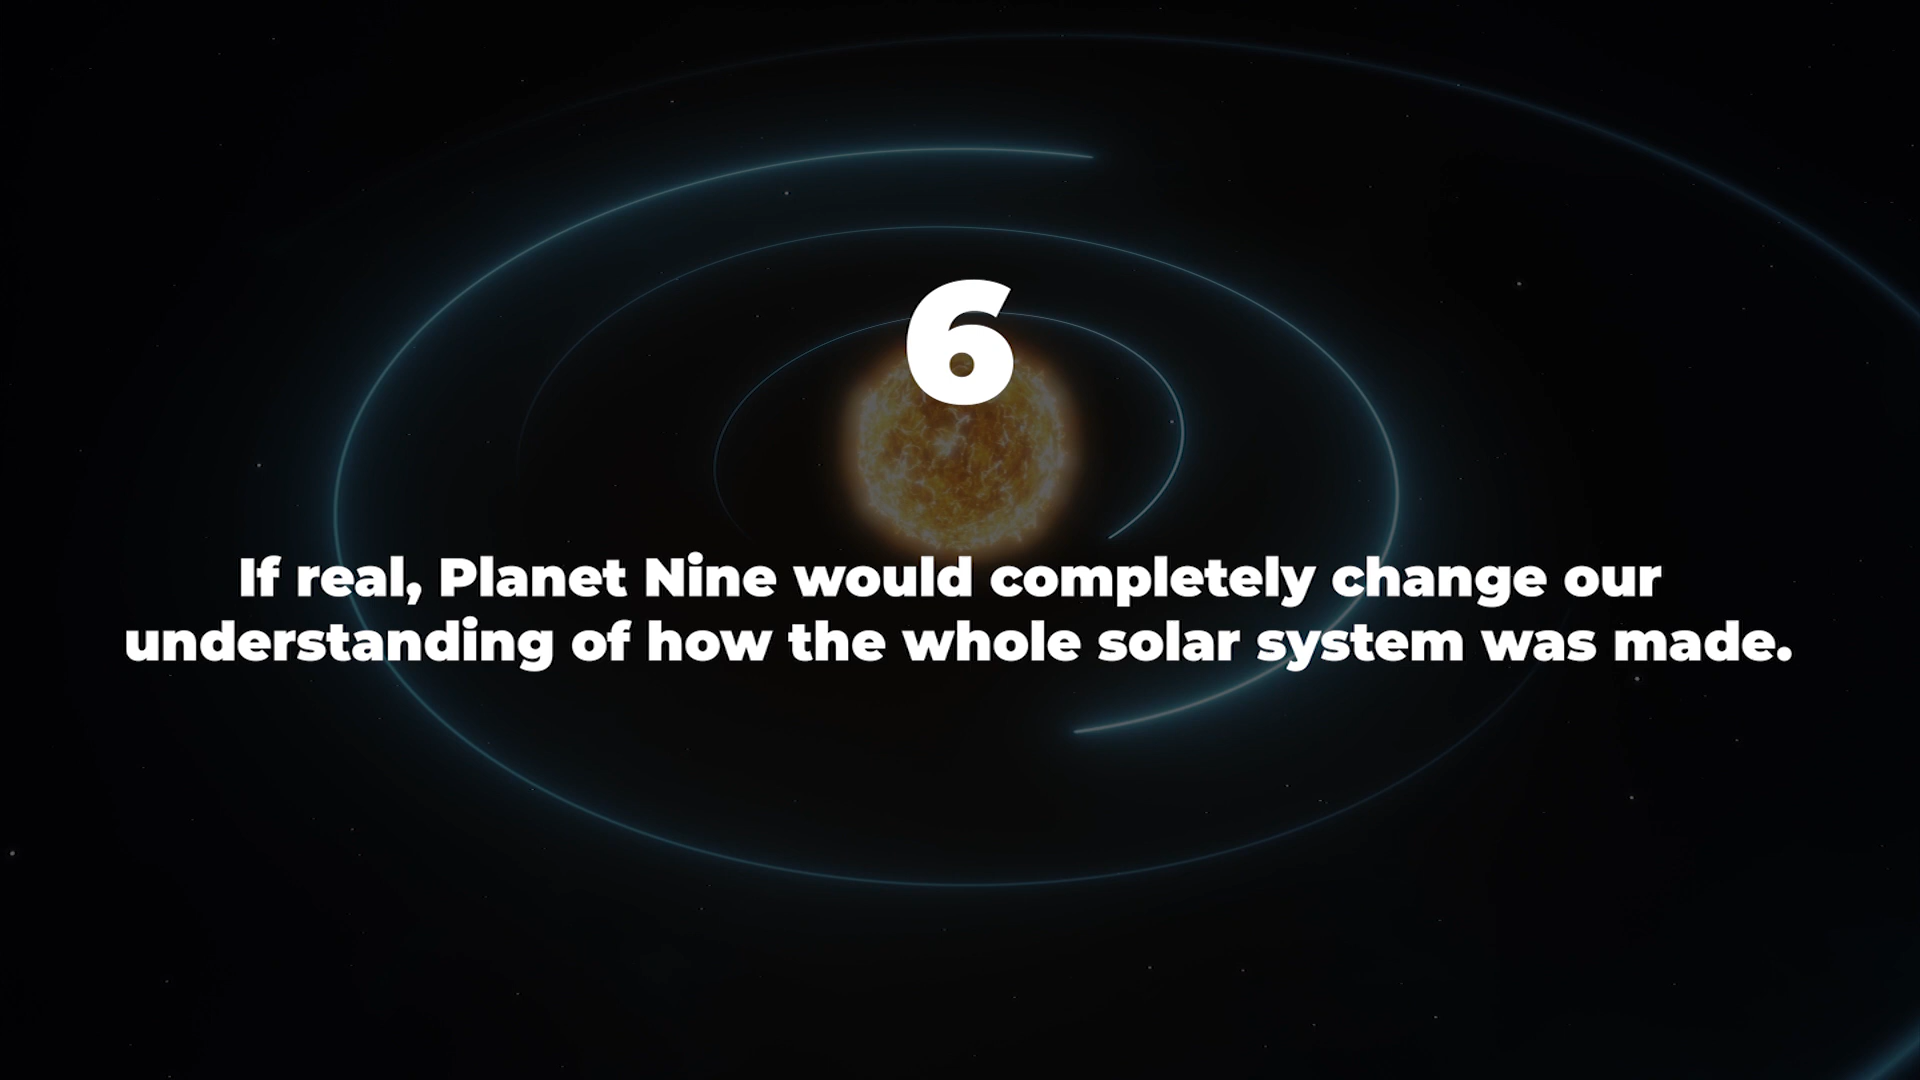 6
If real, Planet Nine would completely change our
understanding of how the whole solar system was made.